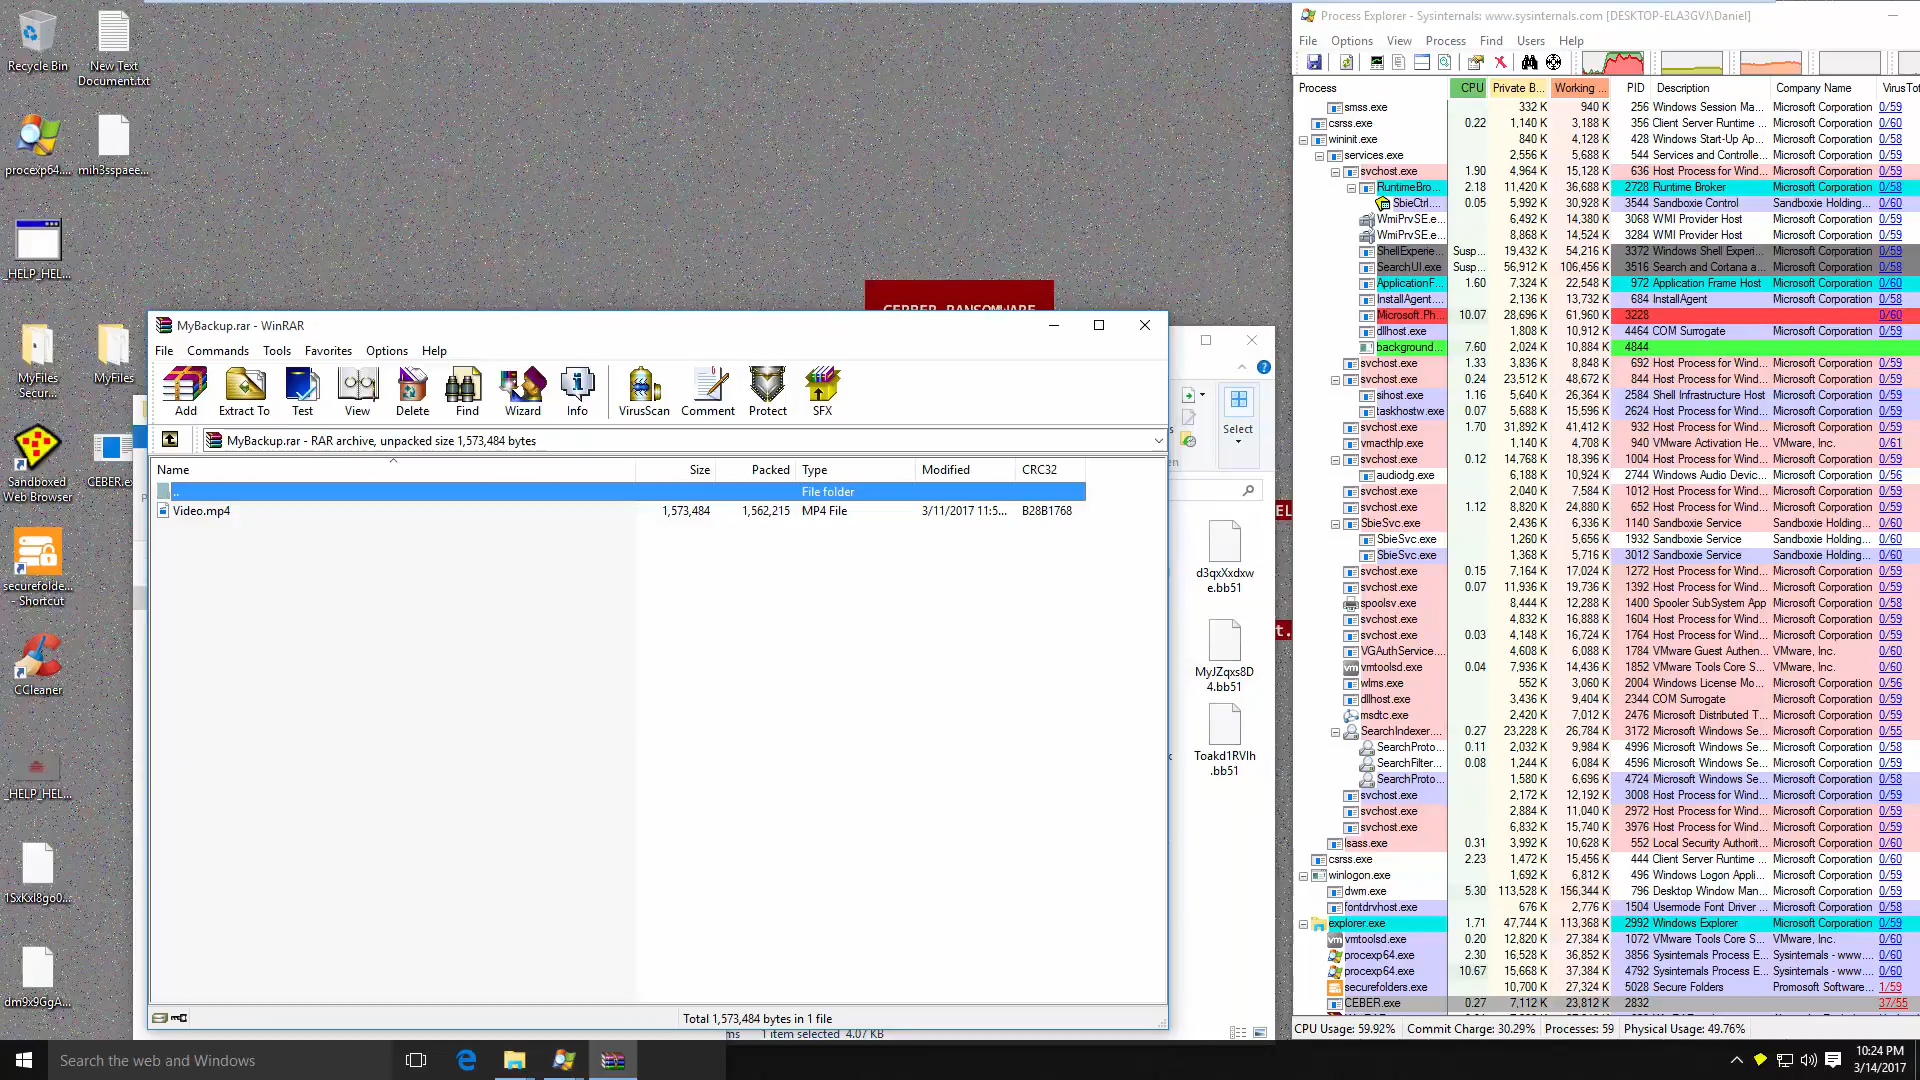 Recycle Bin
New Text
Document.txt
procexp64....
mih3sspaee...
_HELP_HEL...
MyFiles
Secur...
MyFiles
Sandboxed
Web Browser
CEBER.ex
securefolde...
- Shortcut
CCleaner
_HELP_HEL...
1SxKxl8go0...
dm9x9GgA...
CERBER RANSOMWARE
MyBackup.rar - WinRAR
File Commands Tools Favorites Options Help
Add Extract To Test View Delete Find Wizard Info VirusScan Comment Protect SFX
MyBackup.rar - RAR archive, unpacked size 1,573,484 bytes
Name Size Packed Type Modified CRC32
.. File folder
Video.mp4 1,573,484 1,562,215 MP4 File 3/11/2017 11:5... B28B1768
Total 1,573,484 bytes in 1 file
1 item selected 4.07 KB
Select
d3qxXxdxw
e.bb51
MyJZqxs8D
4.bb51
Toakd1RVIh
.bb51
Process Explorer - Sysinternals: www.sysinternals.com [DESKTOP-ELA3GVJ\Daniel]
File Options View Process Find Users Help
Process CPU Private B... Working ... PID Description Company Name VirusTot
smss.exe 332 K 940 K 256 Windows Session Ma... Microsoft Corporation 0/59
csrss.exe 0.22 1,140 K 3,188 K 356 Client Server Runtime ... Microsoft Corporation 0/60
wininit.exe 840 K 4,128 K 428 Windows Start-Up Ap... Microsoft Corporation 0/58
services.exe 2,556 K 5,688 K 544 Services and Controlle... Microsoft Corporation 0/59
svchost.exe 1.90 4,964 K 15,128 K 636 Host Process for Wind... Microsoft Corporation 0/59
RuntimeBro... 2.18 11,420 K 36,688 K 2728 Runtime Broker Microsoft Corporation 0/58
SbieCtrl.... 0.05 5,992 K 30,928 K 3544 Sandboxie Control Sandboxie Holding... 0/60
WmiPrvSE.e... 6,492 K 14,380 K 3068 WMI Provider Host Microsoft Corporation 0/59
WmiPrvSE.e... 8,868 K 14,524 K 3284 WMI Provider Host Microsoft Corporation 0/59
ShellExperie... Susp... 19,432 K 54,216 K 3372 Windows Shell Experi... Microsoft Corporation 0/59
SearchUI.exe Susp... 56,912 K 106,456 K 3516 Search and Cortana a... Microsoft Corporation 0/58
ApplicationF... 1.60 7,324 K 22,548 K 972 Application Frame Host Microsoft Corporation 0/59
InstallAgent.... 2,136 K 13,732 K 684 InstallAgent Microsoft Corporation 0/58
Microsoft.Ph... 10.07 28,696 K 61,960 K 3228 0/60
dllhost.exe 1,808 K 10,912 K 4464 COM Surrogate Microsoft Corporation 0/59
background... 7.60 2,024 K 10,884 K 4844
svchost.exe 1.33 3,836 K 8,848 K 692 Host Process for Wind... Microsoft Corporation 0/59
svchost.exe 0.24 23,512 K 48,672 K 844 Host Process for Wind... Microsoft Corporation 0/59
sihost.exe 1.16 5,640 K 26,364 K 2584 Shell Infrastructure Host Microsoft Corporation 0/59
taskhostw.exe 0.07 5,688 K 15,596 K 2624 Host Process for Wind... Microsoft Corporation 0/59
svchost.exe 1.70 31,892 K 41,412 K 932 Host Process for Wind... Microsoft Corporation 0/59
vmacthlp.exe 1,140 K 4,708 K 940 VMware Activation He... VMware, Inc. 0/61
svchost.exe 0.12 14,768 K 18,396 K 1004 Host Process for Wind... Microsoft Corporation 0/59
audiodg.exe 6,188 K 10,924 K 2744 Windows Audio Devic... Microsoft Corporation 0/56
svchost.exe 2,040 K 7,584 K 1012 Host Process for Wind... Microsoft Corporation 0/59
svchost.exe 1.12 8,820 K 24,880 K 652 Host Process for Wind... Microsoft Corporation 0/59
SbieSvc.exe 2,436 K 6,336 K 1140 Sandboxie Service Sandboxie Holding... 0/60
SbieSvc.exe 1,260 K 5,656 K 1932 Sandboxie Service Sandboxie Holding... 0/60
SbieSvc.exe 1,368 K 5,716 K 3012 Sandboxie Service Sandboxie Holding... 0/60
svchost.exe 0.15 7,164 K 17,024 K 1272 Host Process for Wind... Microsoft Corporation 0/59
svchost.exe 0.07 11,936 K 19,736 K 1392 Host Process for Wind... Microsoft Corporation 0/59
spoolsv.exe 8,444 K 12,288 K 1400 Spooler SubSystem App Microsoft Corporation 0/58
svchost.exe 4,832 K 16,888 K 1604 Host Process for Wind... Microsoft Corporation 0/59
svchost.exe 0.03 4,148 K 16,724 K 1764 Host Process for Wind... Microsoft Corporation 0/59
VGAuthService.... 4,608 K 6,088 K 1784 VMware Guest Authen... VMware, Inc. 0/60
vmtoolsd.exe 0.04 7,936 K 14,436 K 1852 VMware Tools Core S... VMware, Inc. 0/60
wlms.exe 552 K 3,060 K 2004 Windows License Mo... Microsoft Corporation 0/56
dllhost.exe 3,436 K 9,404 K 2344 COM Surrogate Microsoft Corporation 0/59
msdtc.exe 2,420 K 7,012 K 2476 Microsoft Distributed T... Microsoft Corporation 0/59
SearchIndexer.... 0.27 23,228 K 26,784 K 3172 Microsoft Windows Se... Microsoft Corporation 0/55
SearchProto... 0.11 2,032 K 9,984 K 4996 Microsoft Windows Se... Microsoft Corporation 0/58
SearchFilter... 0.08 1,244 K 6,084 K 4596 Microsoft Windows Se... Microsoft Corporation 0/59
SearchProto... 1,580 K 6,696 K 4724 Microsoft Windows Se... Microsoft Corporation 0/58
svchost.exe 2,172 K 12,192 K 3008 Host Process for Wind... Microsoft Corporation 0/59
svchost.exe 2,884 K 11,040 K 2972 Host Process for Wind... Microsoft Corporation 0/59
svchost.exe 6,832 K 15,740 K 3976 Host Process for Wind... Microsoft Corporation 0/59
lsass.exe 0.31 3,992 K 10,628 K 552 Local Security Authorit... Microsoft Corporation 0/60
csrss.exe 2.23 1,472 K 15,456 K 444 Client Server Runtime ... Microsoft Corporation 0/60
winlogon.exe 1,692 K 6,812 K 496 Windows Logon Appli... Microsoft Corporation 0/59
dwm.exe 5.30 113,528 K 156,344 K 796 Desktop Window Man... Microsoft Corporation 0/59
fontdrvhost.exe 676 K 2,776 K 1504 Usermode Font Driver ... Microsoft Corporation 0/58
explorer.exe 1.71 47,744 K 113,368 K 2992 Windows Explorer Microsoft Corporation 0/59
vmtoolsd.exe 0.20 12,820 K 27,384 K 1072 VMware Tools Core S... VMware, Inc. 0/60
procexp64.exe 2.30 16,528 K 36,852 K 3856 Sysinternals Process E... Sysinternals - www.... 0/60
procexp64.exe 10.67 15,668 K 37,384 K 4792 Sysinternals Process E... Sysinternals - www.... 0/60
securefolders.exe 10,700 K 27,324 K 5028 Secure Folders Promosoft Software... 1/59
CEBER.exe 0.27 7,112 K 23,812 K 2832 37/55
CPU Usage: 59.92% Commit Charge: 30.29% Processes: 59 Physical Usage: 49.76%
Search the web and Windows
10:24 PM
3/14/2017